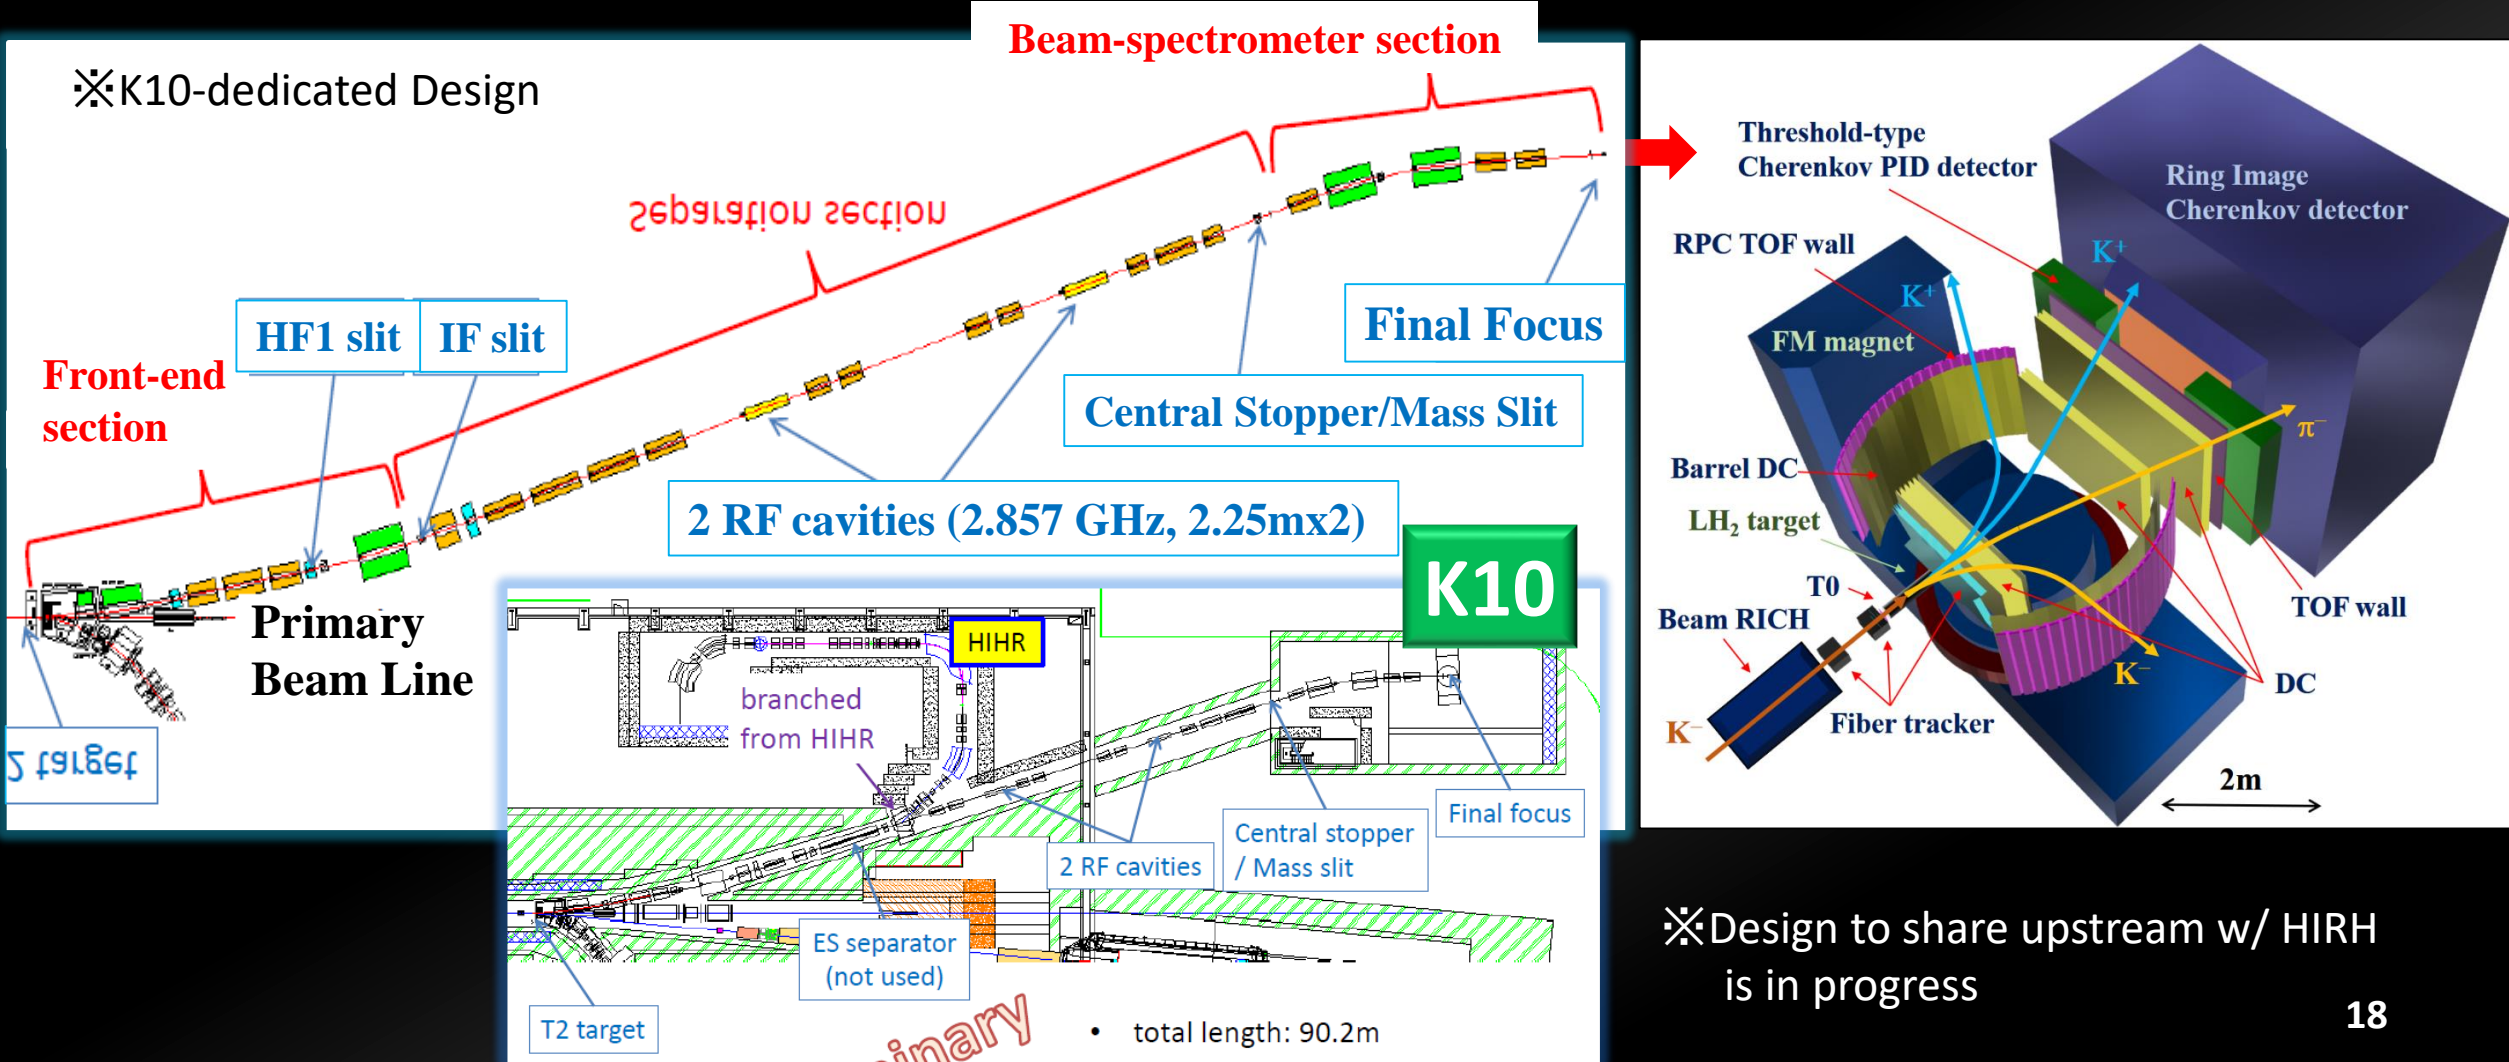 Beam-spectrometer section
※K10-dedicated Design
Separation section
HF1 slit
IF slit
Front-end
section
Final Focus
Central Stopper/Mass Slit
2 RF cavities (2.857 GHz, 2.25mx2)
Primary
Beam Line
2 target
K10
HIHR
branched
from HIHR
Final focus
Central stopper
/ Mass slit
2 RF cavities
ES separator
(not used)
T2 target
inary
• total length: 90.2m
Threshold-type
Cherenkov PID detector
Ring Image
Cherenkov detector
RPC TOF wall
K⁺
K⁺
FM magnet
π⁻
Barrel DC
LH₂ target
T0
Beam RICH
TOF wall
K⁻
DC
Fiber tracker
K⁻
2m
※Design to share upstream w/ HIRH
is in progress
18